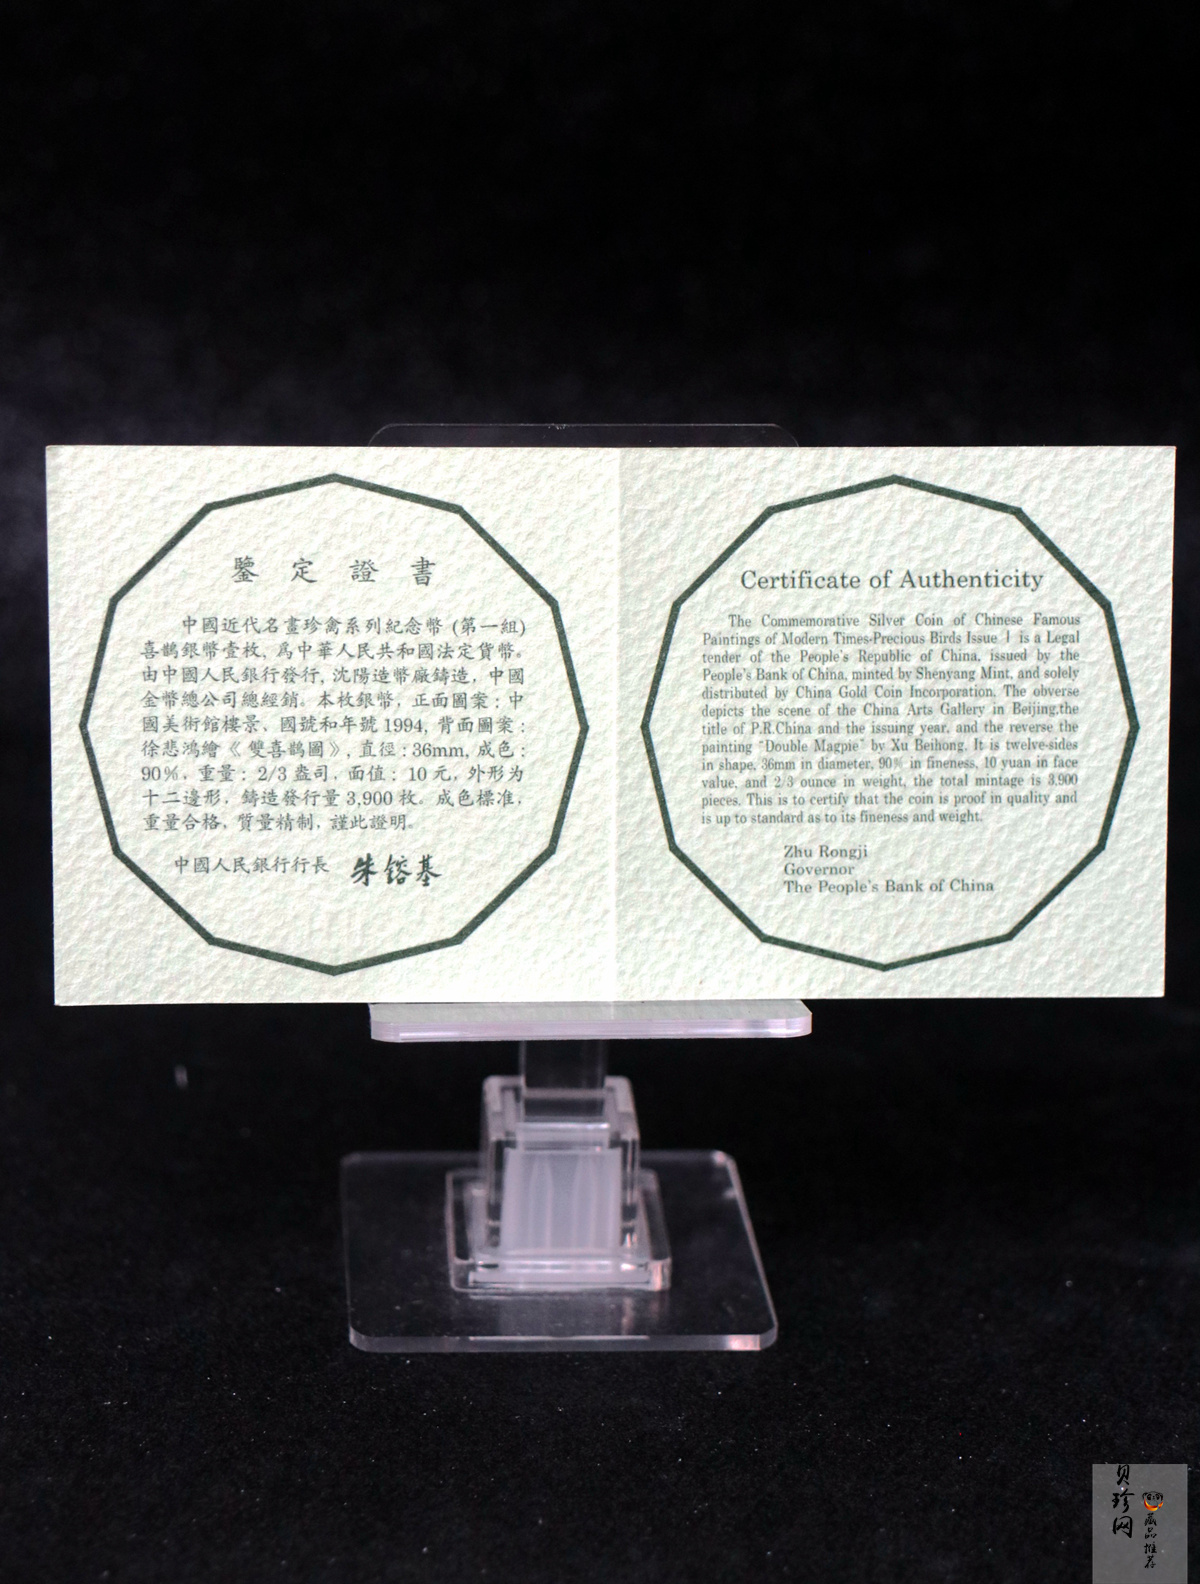 鑒定證書
中國近代名畫珍禽系列紀念幣 (第一組)
喜鵲銀幣壹枚, 爲中華人民共和國法定貨幣。
由中國人民銀行發行, 沈陽造幣廠鑄造, 中國
金幣總公司總經銷。本枚銀幣, 正面圖案: 中
國美術館樓景、國號和年號 1994, 背面圖案:
徐悲鴻繪《雙喜鵲圖》, 直徑: 36mm, 成色:
90%, 重量: 2/3 盎司, 面值: 10 元, 外形为
十二邊形, 鑄造發行量 3,900 枚。成色標准,
重量合格, 質量精制, 謹此證明。
中國人民銀行行長 朱鎔基
Certificate of Authenticity
The Commemorative Silver Coin of Chinese Famous
Paintings of Modern Times-Precious Birds Issue I is a Legal
tender of the People's Republic of China, issued by the
People's Bank of China, minted by Shenyang Mint, and solely
distributed by China Gold Coin Incorporation. The obverse
depicts the scene of the China Arts Gallery in Beijing,the
title of P.R.China and the issuing year, and the reverse the
painting "Double Magpie" by Xu Beihong. It is twelve-sides
in shape, 36mm in diameter, 90% in fineness, 10 yuan in face
value, and 2/3 ounce in weight, the total mintage is 3,900
pieces. This is to certify that the coin is proof in quality and
is up to standard as to its fineness and weight.
Zhu Rongji
Governor
The People's Bank of China
贝珍网
藏品推荐